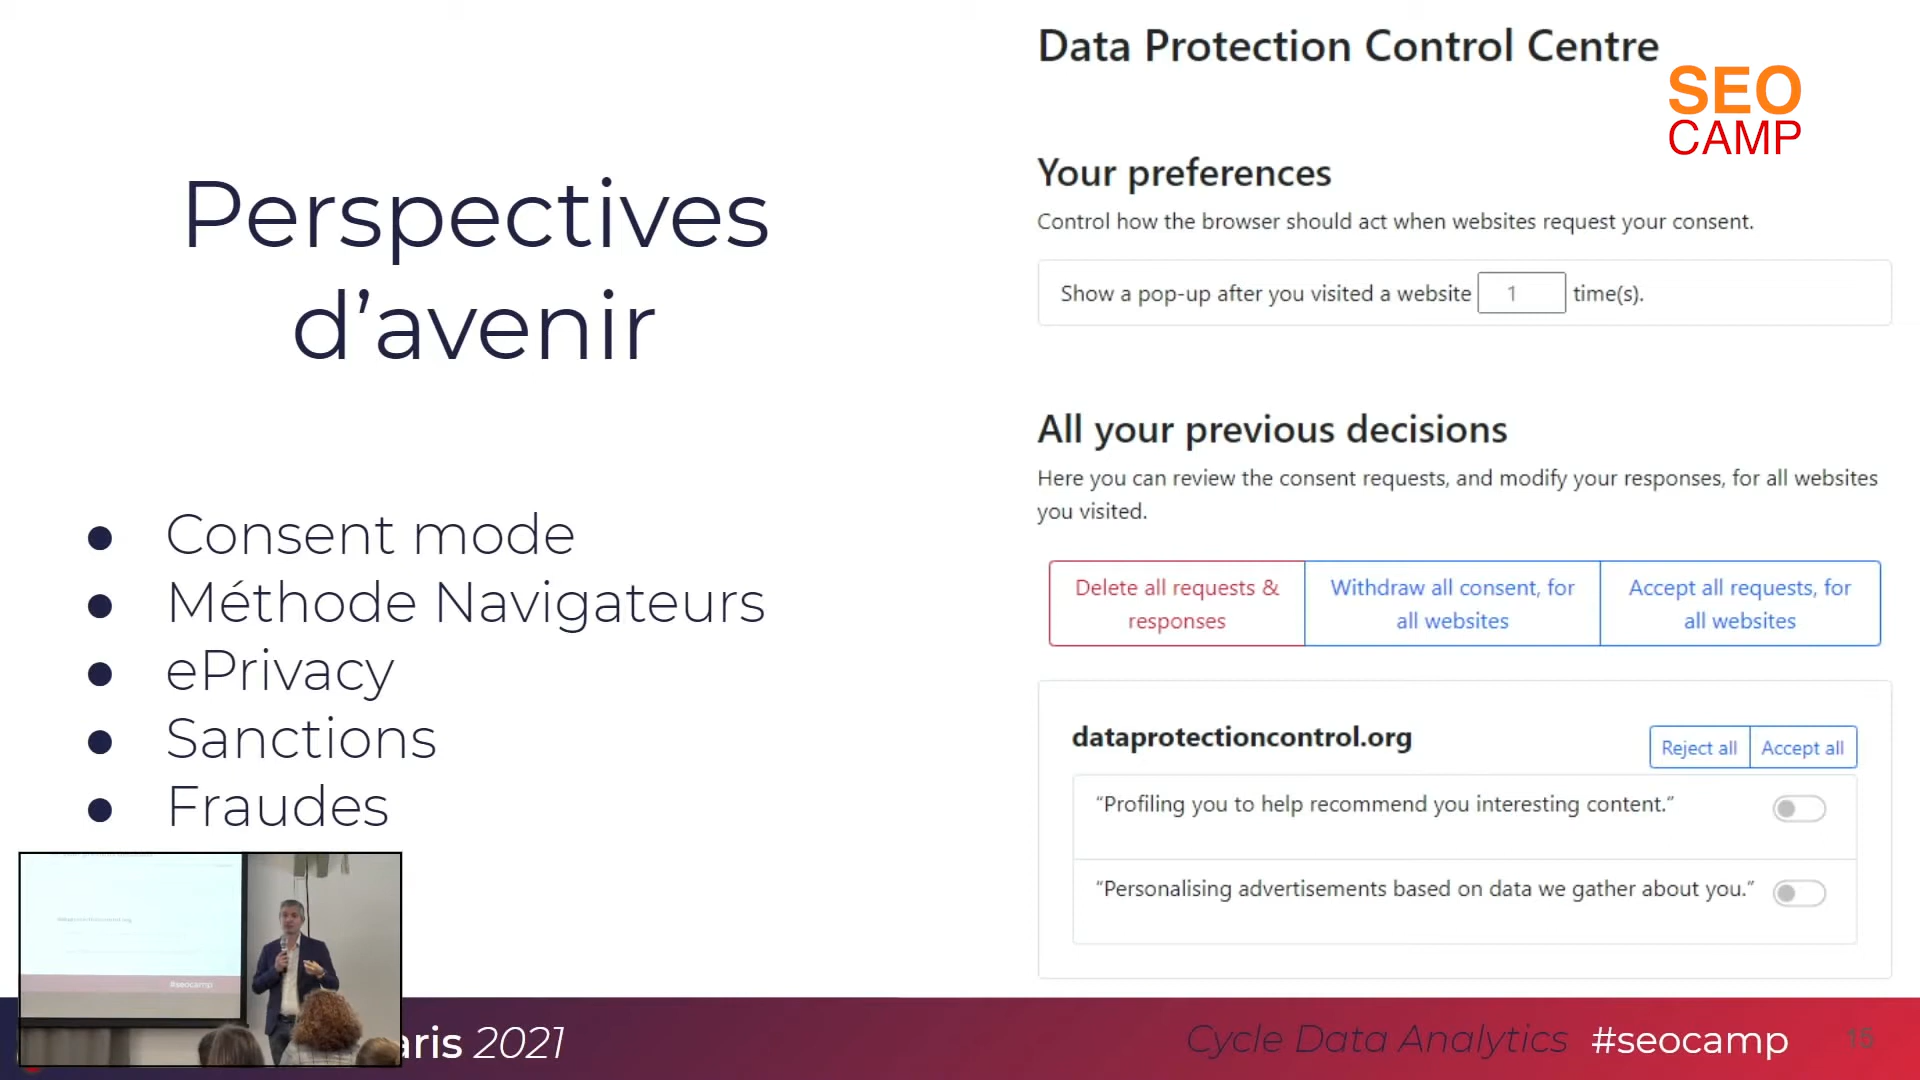 Perspectives
d’avenir
● Consent mode
● Méthode Navigateurs
● ePrivacy
● Sanctions
● Fraudes
Data Protection Control Centre
SEO
CAMP
Your preferences
Control how the browser should act when websites request your consent.
Show a pop-up after you visited a website 1 time(s).
All your previous decisions
Here you can review the consent requests, and modify your responses, for all websites
you visited.
Delete all requests &
responses
Withdraw all consent, for
all websites
Accept all requests, for
all websites
dataprotectioncontrol.org
Reject all
Accept all
“Profiling you to help recommend you interesting content.”
“Personalising advertisements based on data we gather about you.”
#seocamp
aris 2021
Cycle Data Analytics #seocamp 15